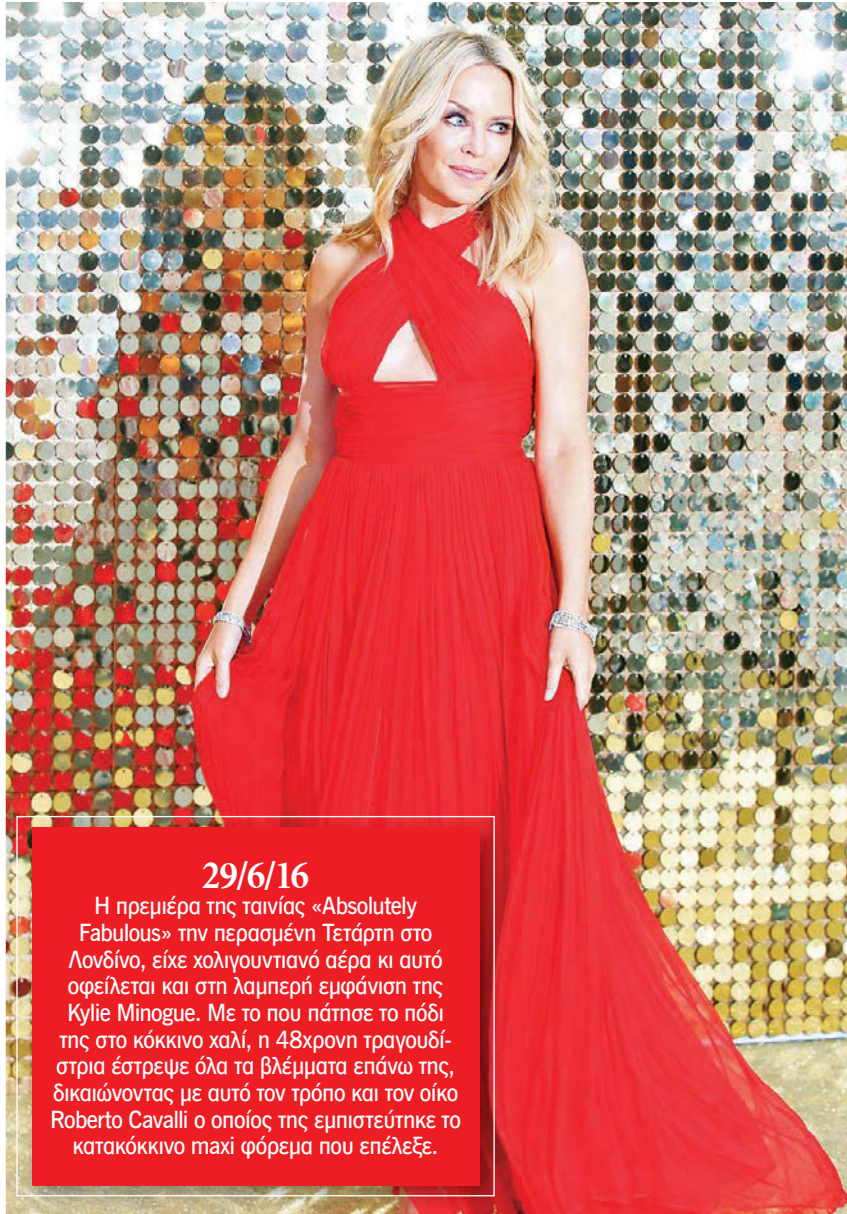 29/6/16
Η πρεμιέρα της ταινίας «Absolutely
Fabulous» την περασμένη Τετάρτη στο
Λονδίνο, είχε χολιγουντιανό αέρα κι αυτό
οφείλεται και στη λαμπερή εμφάνιση της
Kylie Minogue. Με το που πάτησε το πόδι
της στο κόκκινο χαλί, η 48χρονη τραγουδί-
στρια έστρεψε όλα τα βλέμματα επάνω της,
δικαιώνοντας με αυτό τον τρόπο και τον οίκο
Roberto Cavalli ο οποίος της εμπιστεύτηκε το
κατακόκκινο maxi φόρεμα που επέλεξε.